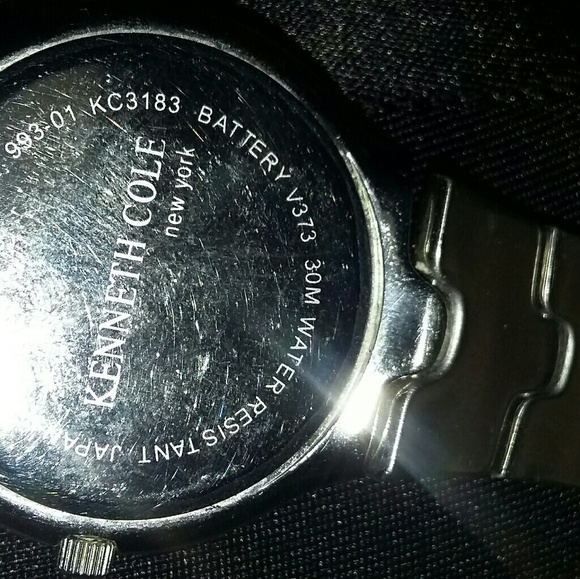 993-01 KC3183 BATTERY V373 30M WATER RESISTANT JAPAN
KENNETH COLE
new york